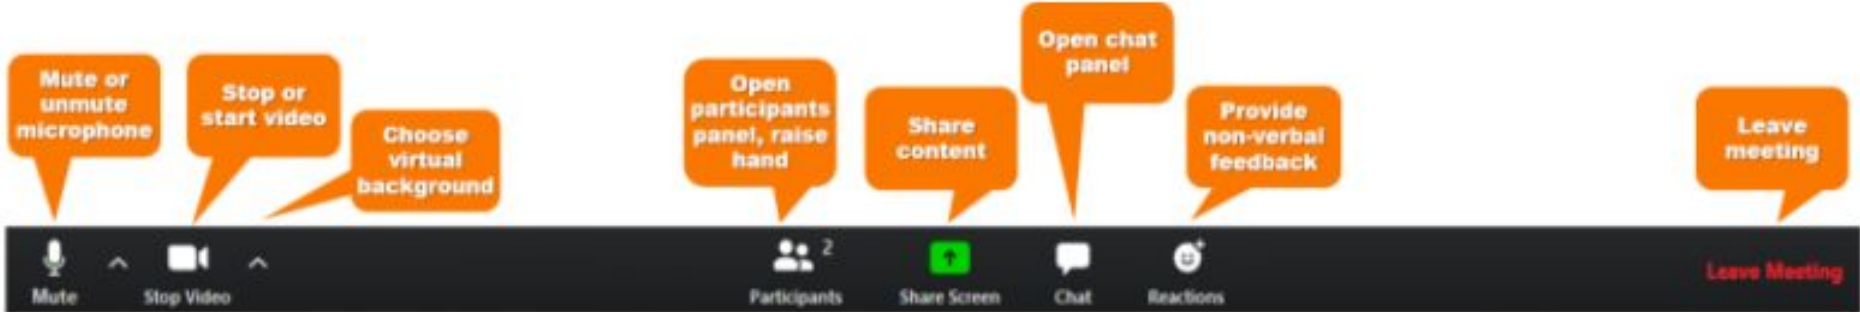 Mute or
unmute
microphone
Stop or
start video
Choose
virtual
background
Open
participants
panel, raise
hand
Share
content
Open chat
panel
Provide
non-verbal
feedback
Leave
meeting
Mute
Stop Video
2
Participants
Share Screen
Chat
Reactions
Leave Meeting